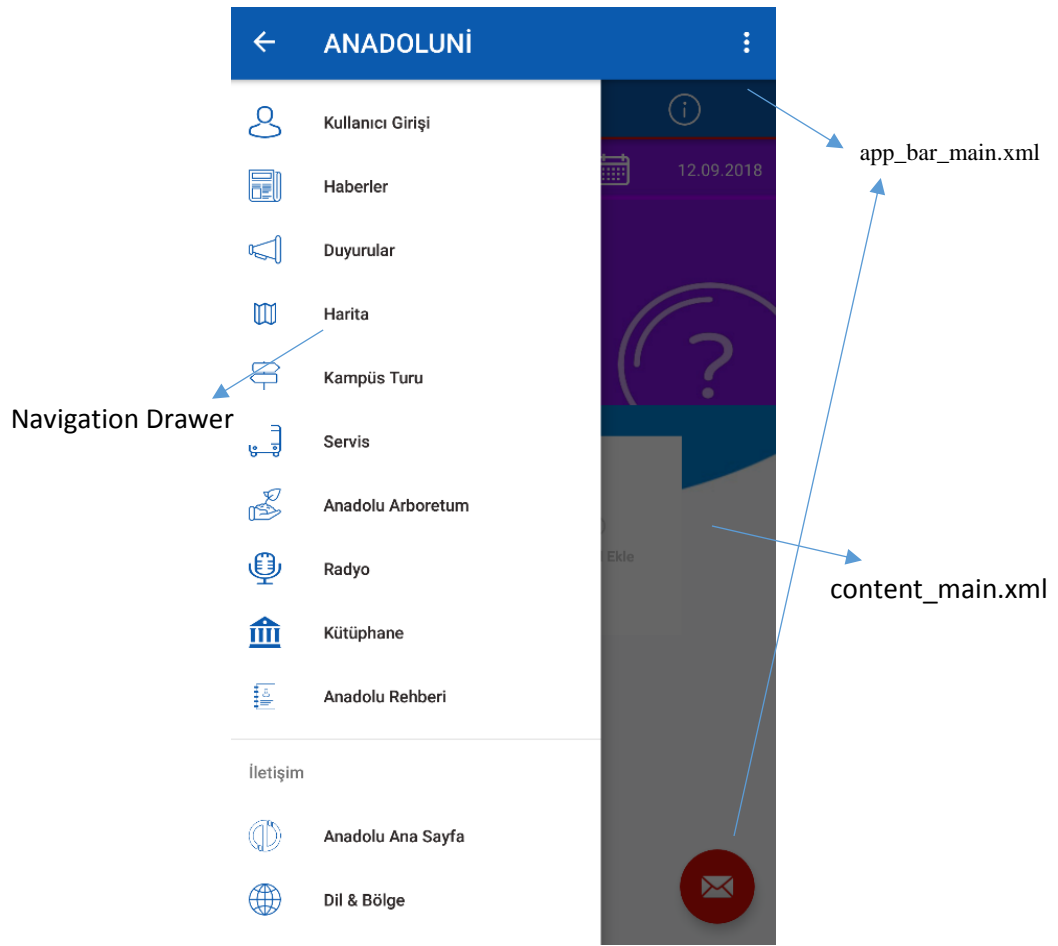 ANADOLUNİ
Kullanıcı Girişi
12.09.2018
app_bar_main.xml
Haberler
Duyurular
Harita
Kampüs Turu
Navigation Drawer
Servis
Anadolu Arboretum
Ekle
Radyo
content_main.xml
Kütüphane
Anadolu Rehberi
İletişim
Anadolu Ana Sayfa
Dil & Bölge